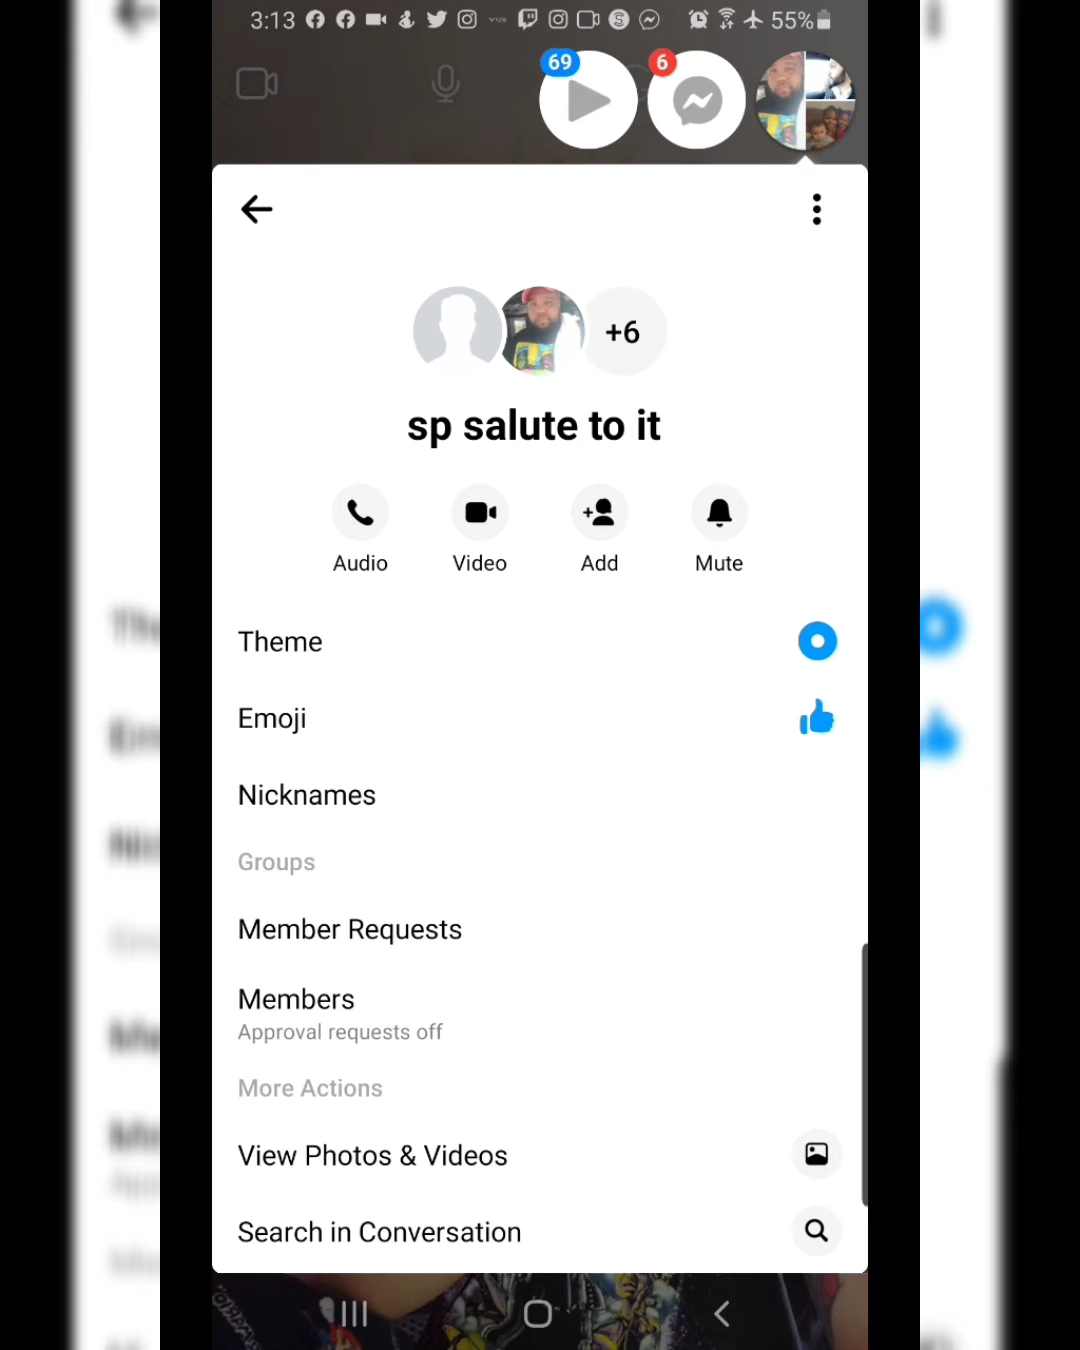 3:13
55%
69
6
+6
sp salute to it
Audio
Video
Add
Mute
Theme
Emoji
Nicknames
Groups
Member Requests
Members
Approval requests off
More Actions
View Photos & Videos
Search in Conversation